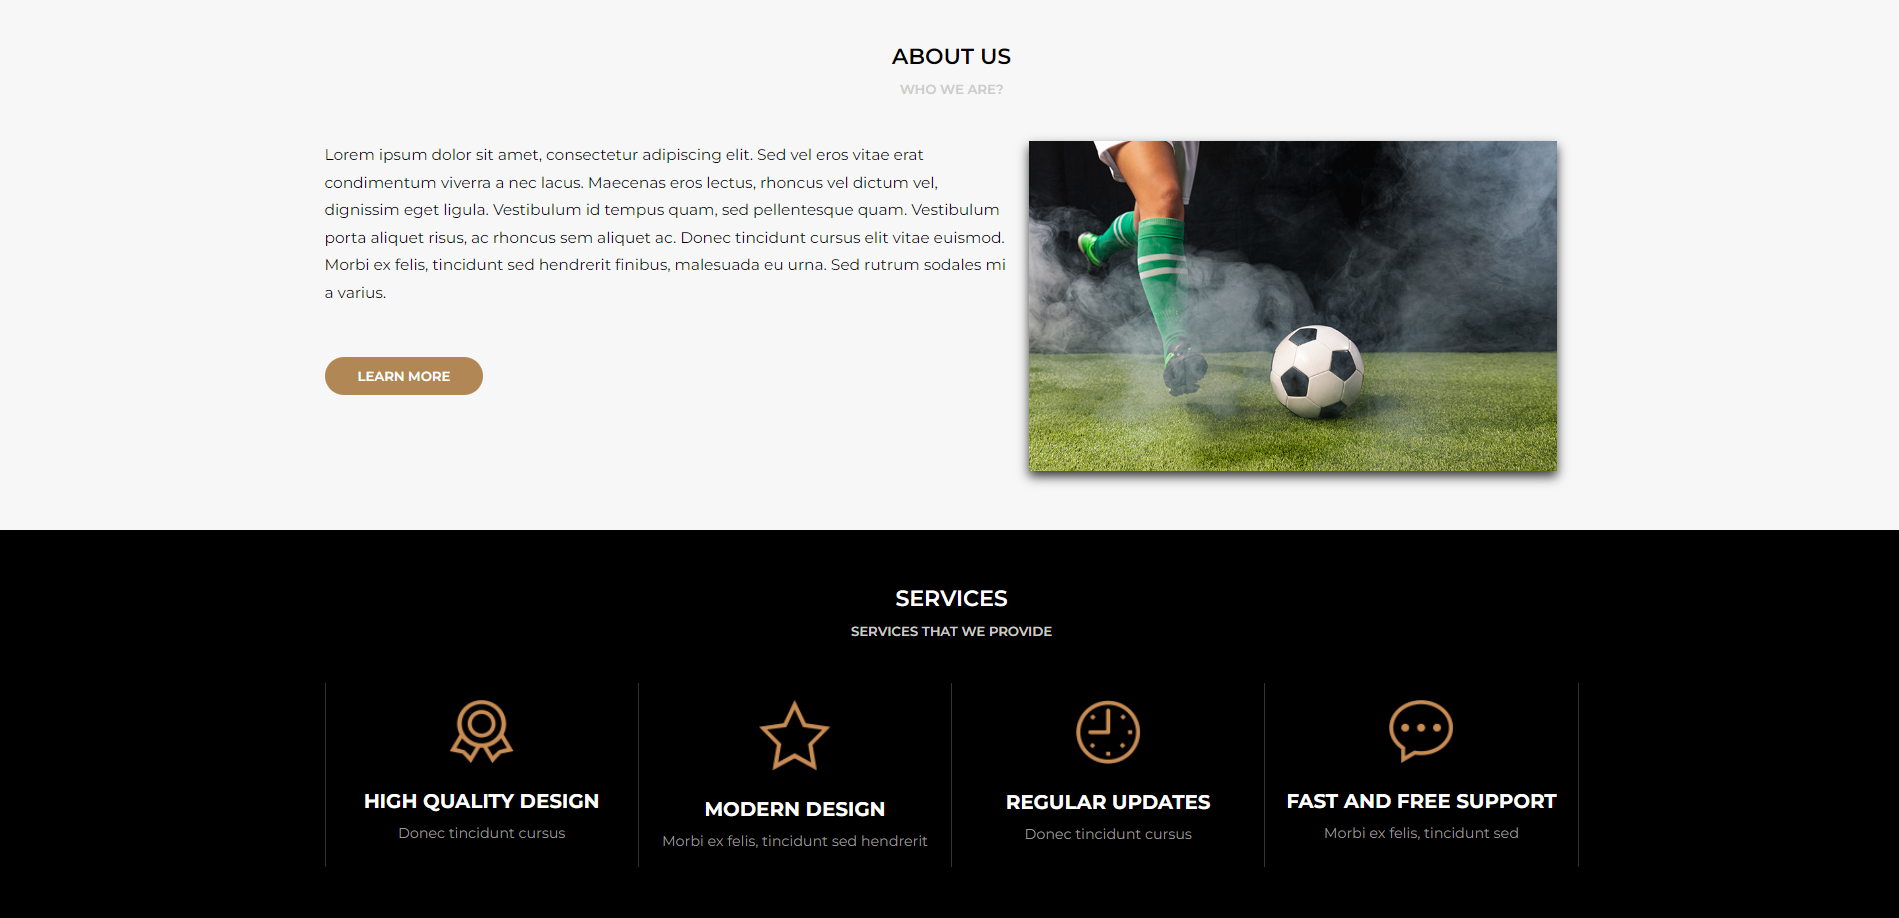 ABOUT US
WHO WE ARE?
Lorem ipsum dolor sit amet, consectetur adipiscing elit. Sed vel eros vitae erat
condimentum viverra a nec lacus. Maecenas eros lectus, rhoncus vel dictum vel,
dignissim eget ligula. Vestibulum id tempus quam, sed pellentesque quam. Vestibulum
porta aliquet risus, ac rhoncus sem aliquet ac. Donec tincidunt cursus elit vitae euismod.
Morbi ex felis, tincidunt sed hendrerit finibus, malesuada eu urna. Sed rutrum sodales mi
a varius.
LEARN MORE
SERVICES
SERVICES THAT WE PROVIDE
HIGH QUALITY DESIGN
Donec tincidunt cursus
MODERN DESIGN
Morbi ex felis, tincidunt sed hendrerit
REGULAR UPDATES
Donec tincidunt cursus
FAST AND FREE SUPPORT
Morbi ex felis, tincidunt sed